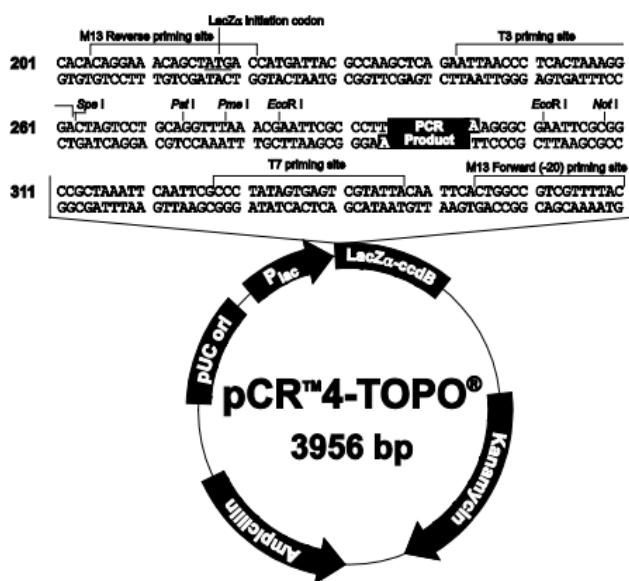 LacZα initiation codon
M13 Reverse priming site
T3 priming site
201 CACACAGGAA ACAGCTATGA CCATGATTAC GCCAAGCTCA GAATTAACCC TCACTAAAGG
GTGTGTCCTT TGTCGATACT GGTACTAATG CGGTTCGAGT CTTAATTGGG AGTGATTTCC
Spe I Pst I Pme I EcoR I EcoR I Not I
261 GACTAGTCCT GCAGGTTTAA ACGAATTCGC CCTT PCR Product A AGGGC GAATTCGCGG
CTGATCAGGA CGTCCAAATT TGCTTAAGCG GGA A TTCCCG CTTAAGCGCC
T7 priming site M13 Forward (-20) priming site
311 CCGCTAAATT CAATTCGCCC TATAGTGAGT CGTATTACAA TTCACTGGCC GTCGTTTTAC
GGCGATTTAA GTTAAGCGGG ATATCACTCA GCATAATGTT AAGTGACCGG CAGCAAAATG
Plac LacZα-ccdB
pUC ori
pCR™4-TOPO®
3956 bp
Kanamycin
Ampicillin